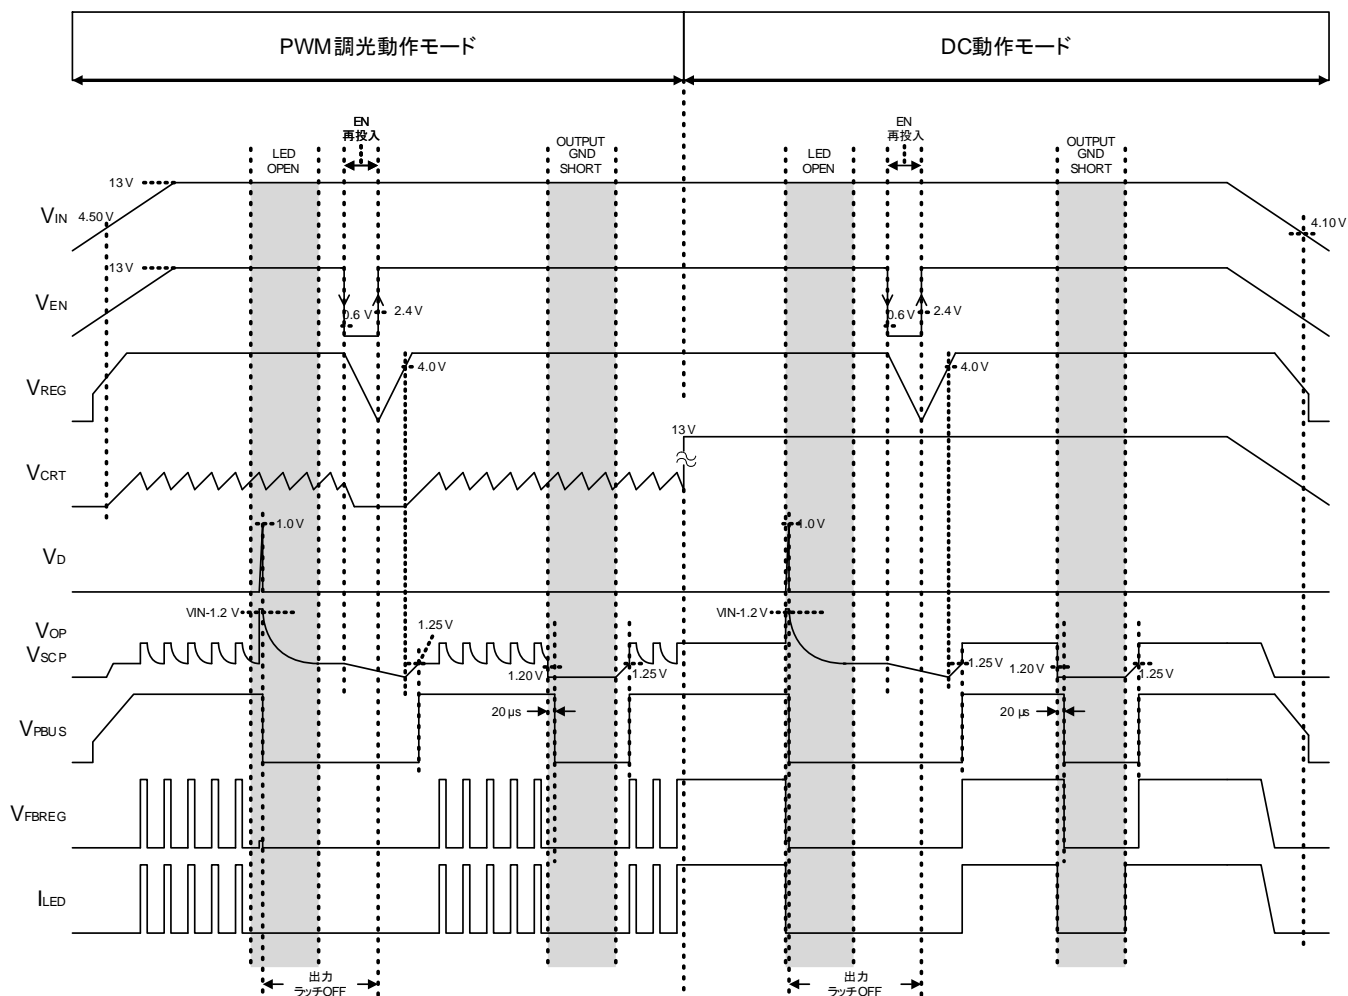 PWM調光動作モード
DC動作モード
EN
再投入
LED
OPEN
OUTPUT
GND
SHORT
EN
再投入
LED
OPEN
OUTPUT
GND
SHORT
VIN
4.50 V
13 V
4.10 V
VEN
13 V
0.6 V
2.4 V
0.6 V
2.4 V
VREG
4.0 V
4.0 V
VCRT
13 V
VD
1.0 V
1.0 V
VOP
VSCP
VIN-1.2 V
1.25 V
1.20 V
1.25 V
VIN-1.2 V
1.25 V
1.20 V
1.25 V
VPBUS
20 µs
20 µs
VFBREG
ILED
出力
ラッチOFF
出力
ラッチOFF